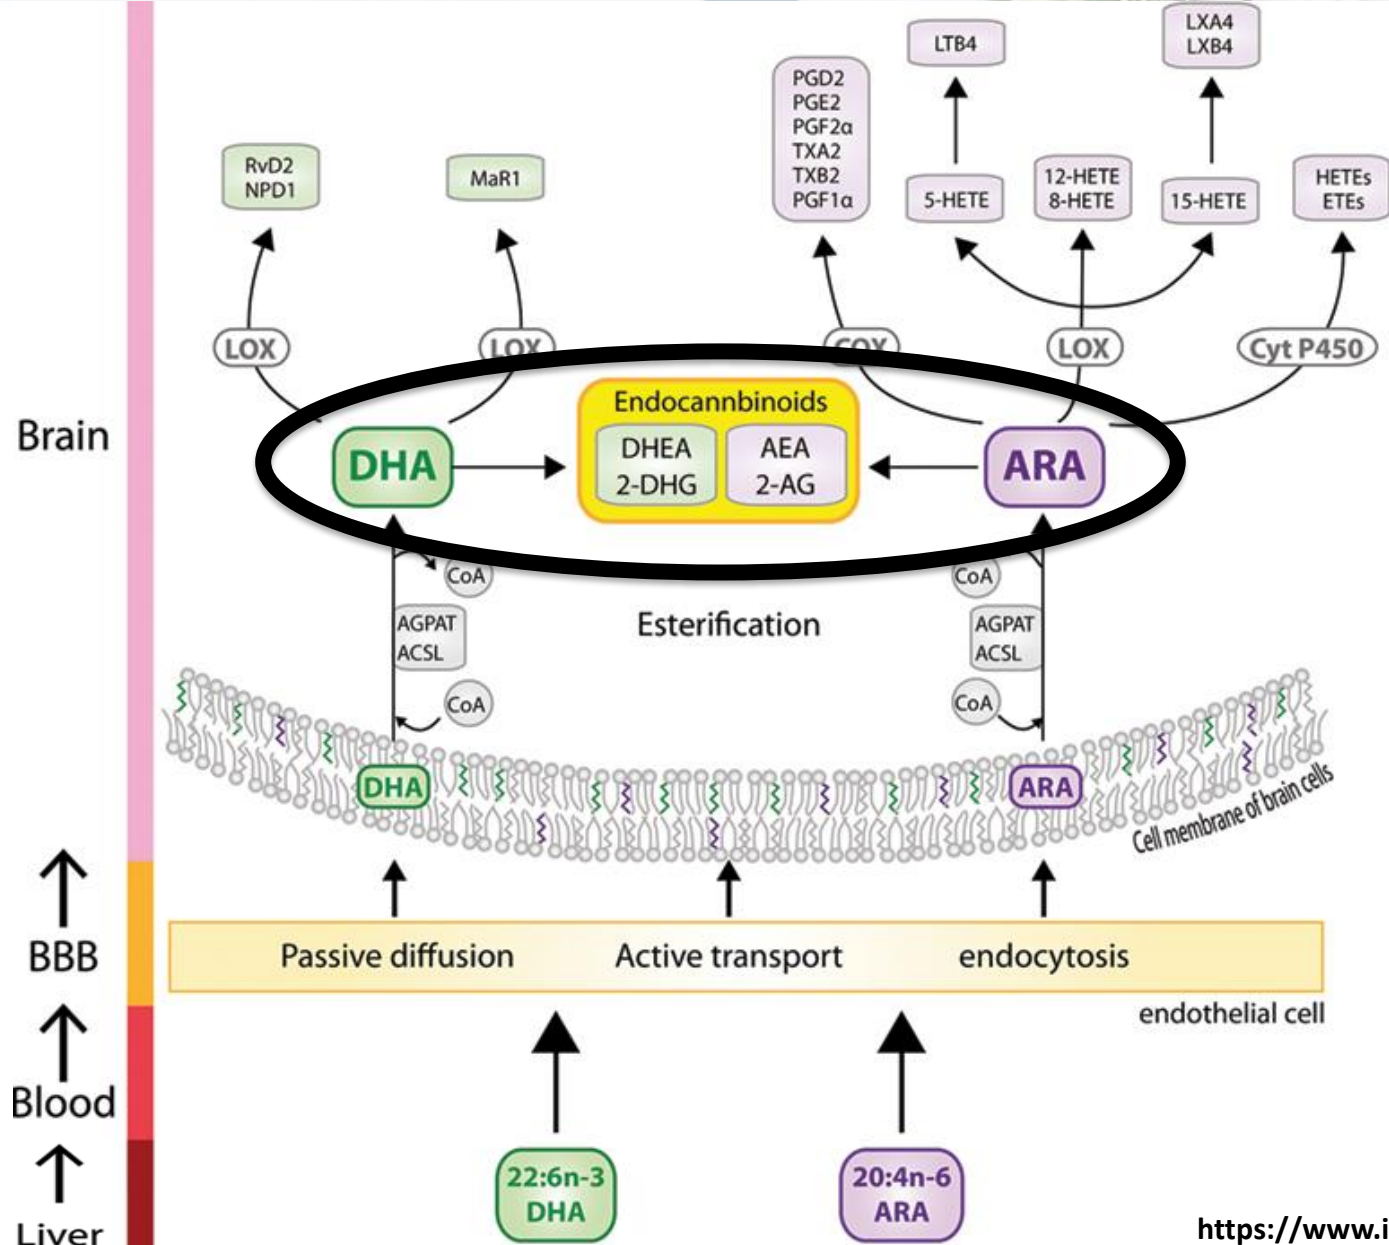 LXA4
LXB4
LTB4
PGD2
PGE2
PGF2α
TXA2
TXB2
PGF1α
RvD2
NPD1
MaR1
5-HETE
12-HETE
8-HETE
15-HETE
HETEs
ETEs
LOX
LOX
COX
LOX
Cyt P450
Brain
DHA
Endocannbinoids
DHEA
2-DHG
AEA
2-AG
ARA
CoA
CoA
AGPAT
ACSL
Esterification
AGPAT
ACSL
CoA
CoA
DHA
ARA
Cell membrane of brain cells
BBB
Passive diffusion
Active transport
endocytosis
endothelial cell
Blood
22:6n-3
DHA
20:4n-6
ARA
Liver
https://www.i